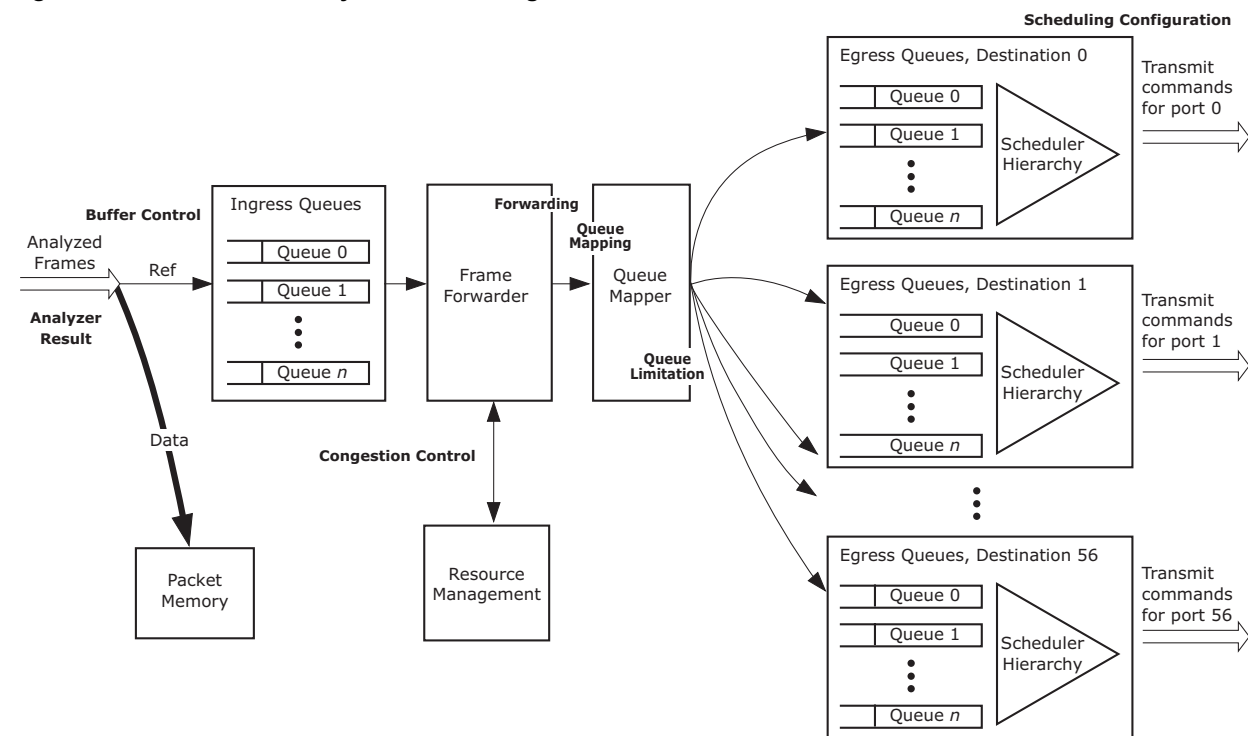 Scheduling Configuration
Egress Queues, Destination 0
Queue 0
Queue 1
Queue n
Scheduler
Hierarchy
Transmit
commands
for port 0
Buffer Control
Analyzed
Frames
Ref
Analyzer
Result
Ingress Queues
Queue 0
Queue 1
Queue n
Frame
Forwarder
Forwarding
Queue
Mapping
Queue
Mapper
Queue
Limitation
Egress Queues, Destination 1
Queue 0
Queue 1
Queue n
Scheduler
Hierarchy
Transmit
commands
for port 1
Data
Congestion Control
Packet
Memory
Resource
Management
Egress Queues, Destination 56
Queue 0
Queue 1
Queue n
Scheduler
Hierarchy
Transmit
commands
for port 56